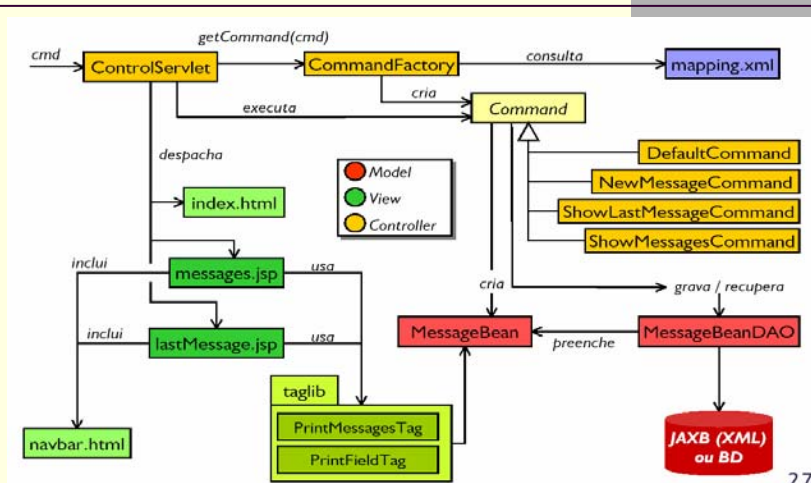 getCommand(cmd)
cmd
ControlServlet
CommandFactory
consulta
mapping.xml
cria
executa
Command
despacha
DefaultCommand
NewMessageCommand
ShowLastMessageCommand
ShowMessagesCommand
Model
View
Controller
index.html
inclui
messages.jsp
usa
cria
grava / recupera
inclui
lastMessage.jsp
usa
MessageBean
preenche
MessageBeanDAO
taglib
PrintMessagesTag
PrintFieldTag
navbar.html
JAXB (XML)
ou BD
27